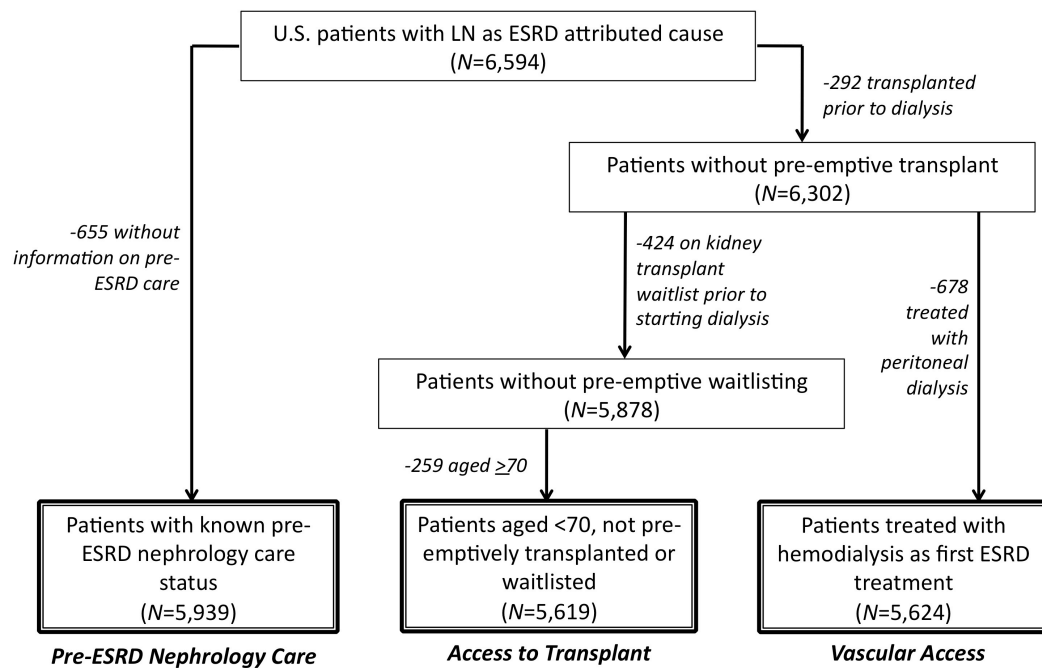 U.S. patients with LN as ESRD attributed cause
(N=6,594)
-292 transplanted
prior to dialysis
Patients without pre-emptive transplant
(N=6,302)
-655 without
information on pre-
ESRD care
-424 on kidney
transplant
waitlist prior to
starting dialysis
-678
treated
with
peritoneal
dialysis
Patients without pre-emptive waitlisting
(N=5,878)
-259 aged ≥70
Patients with known pre-
ESRD nephrology care
status
(N=5,939)
Patients aged <70, not pre-
emptively transplanted or
waitlisted
(N=5,619)
Patients treated with
hemodialysis as first ESRD
treatment
(N=5,624)
Pre-ESRD Nephrology Care
Access to Transplant
Vascular Access